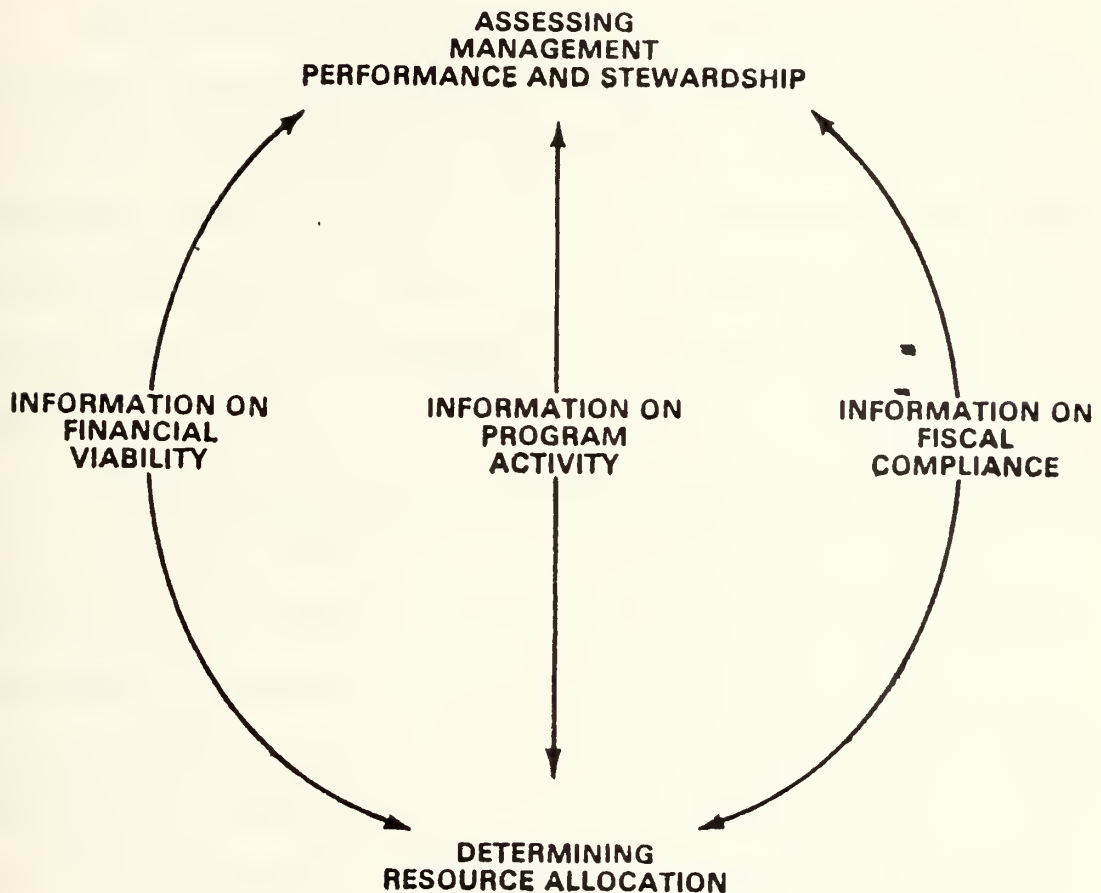 ASSESSING
MANAGEMENT
PERFORMANCE AND STEWARDSHIP
INFORMATION ON
FINANCIAL
VIABILITY
INFORMATION ON
PROGRAM
ACTIVITY
INFORMATION ON
FISCAL
COMPLIANCE
DETERMINING
RESOURCE ALLOCATION